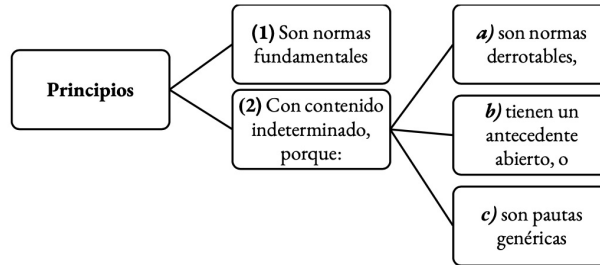 Principios
(1) Son normas
fundamentales
(2) Con contenido
indeterminado,
porque:
a) son normas
derrotables,
b) tienen un
antecedente
abierto, o
c) son pautas
genéricas